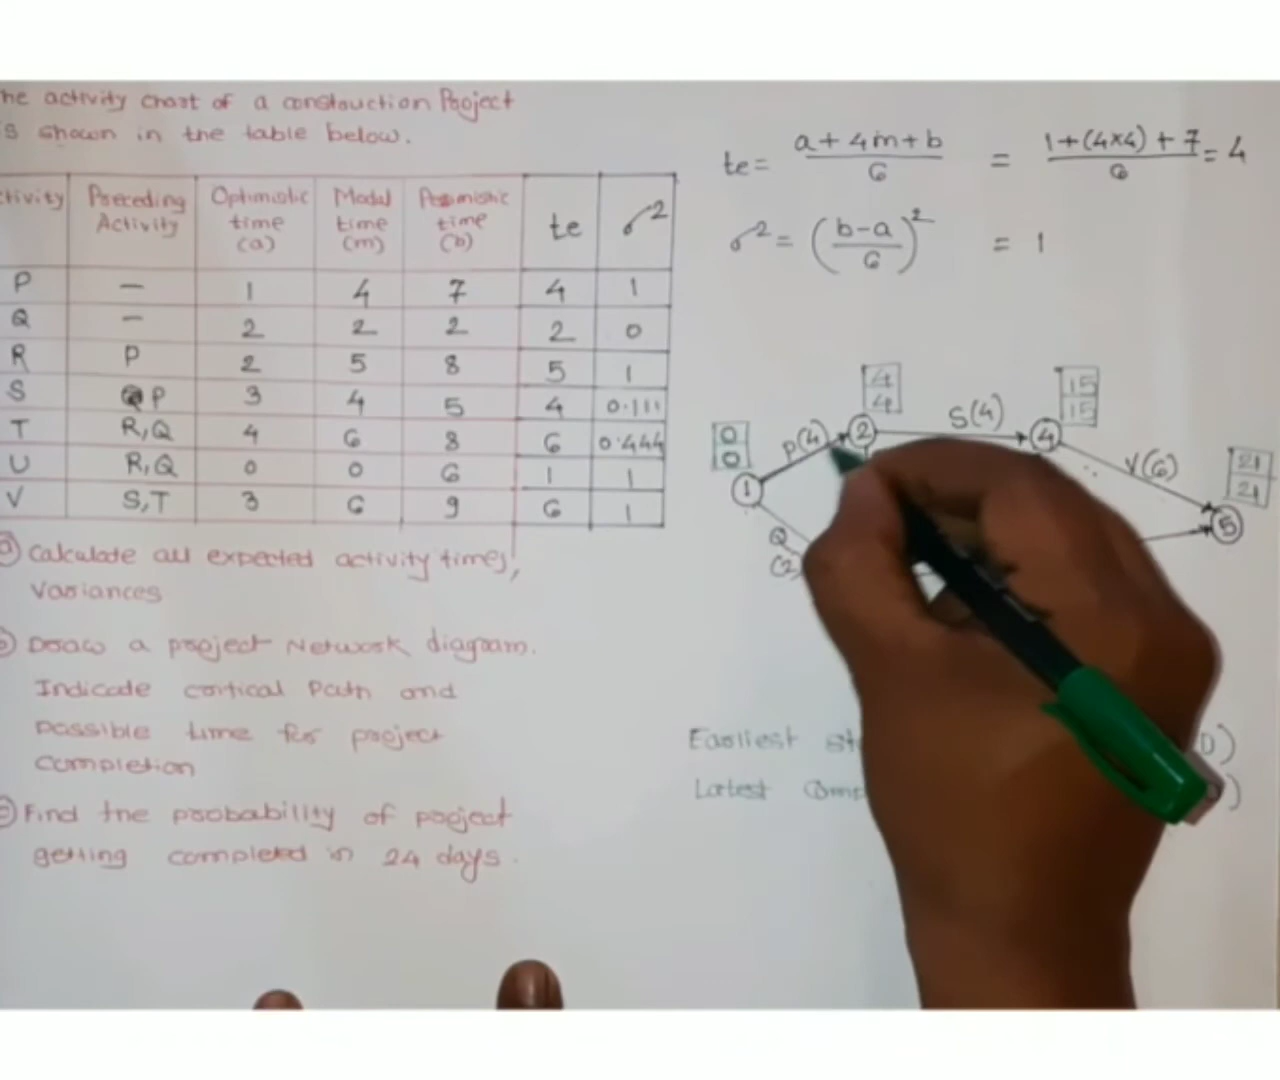 he activity chart of a construction Project
s shown in the table below.
ctivity Preceding Activity Optimistic time (a) Modal time (m) Pessimistic time (b) te σ²
P — 1 4 7 4 1
Q — 2 2 2 2 0
R P 2 5 8 5 1
S P 3 4 5 4 0.111
T R,Q 4 6 8 6 0.444
U R,Q 0 0 6 1 1
V S,T 3 6 9 6 1
a) Calculate all expected activity times,
Variances
b) Draw a project Network diagram.
Indicate cortical Path and
possible time for project
completion
c) Find the probability of project
getting completed in 24 days.
te = a + 4m + b / 6 = 1 + (4×4) + 7 / 6 = 4
σ² = (b-a / 6)² = 1
4
4
15
15
0
0
P(4)
2
S(4)
4
V(6)
21
21
1
5
Q
(2)
Earliest
Latest